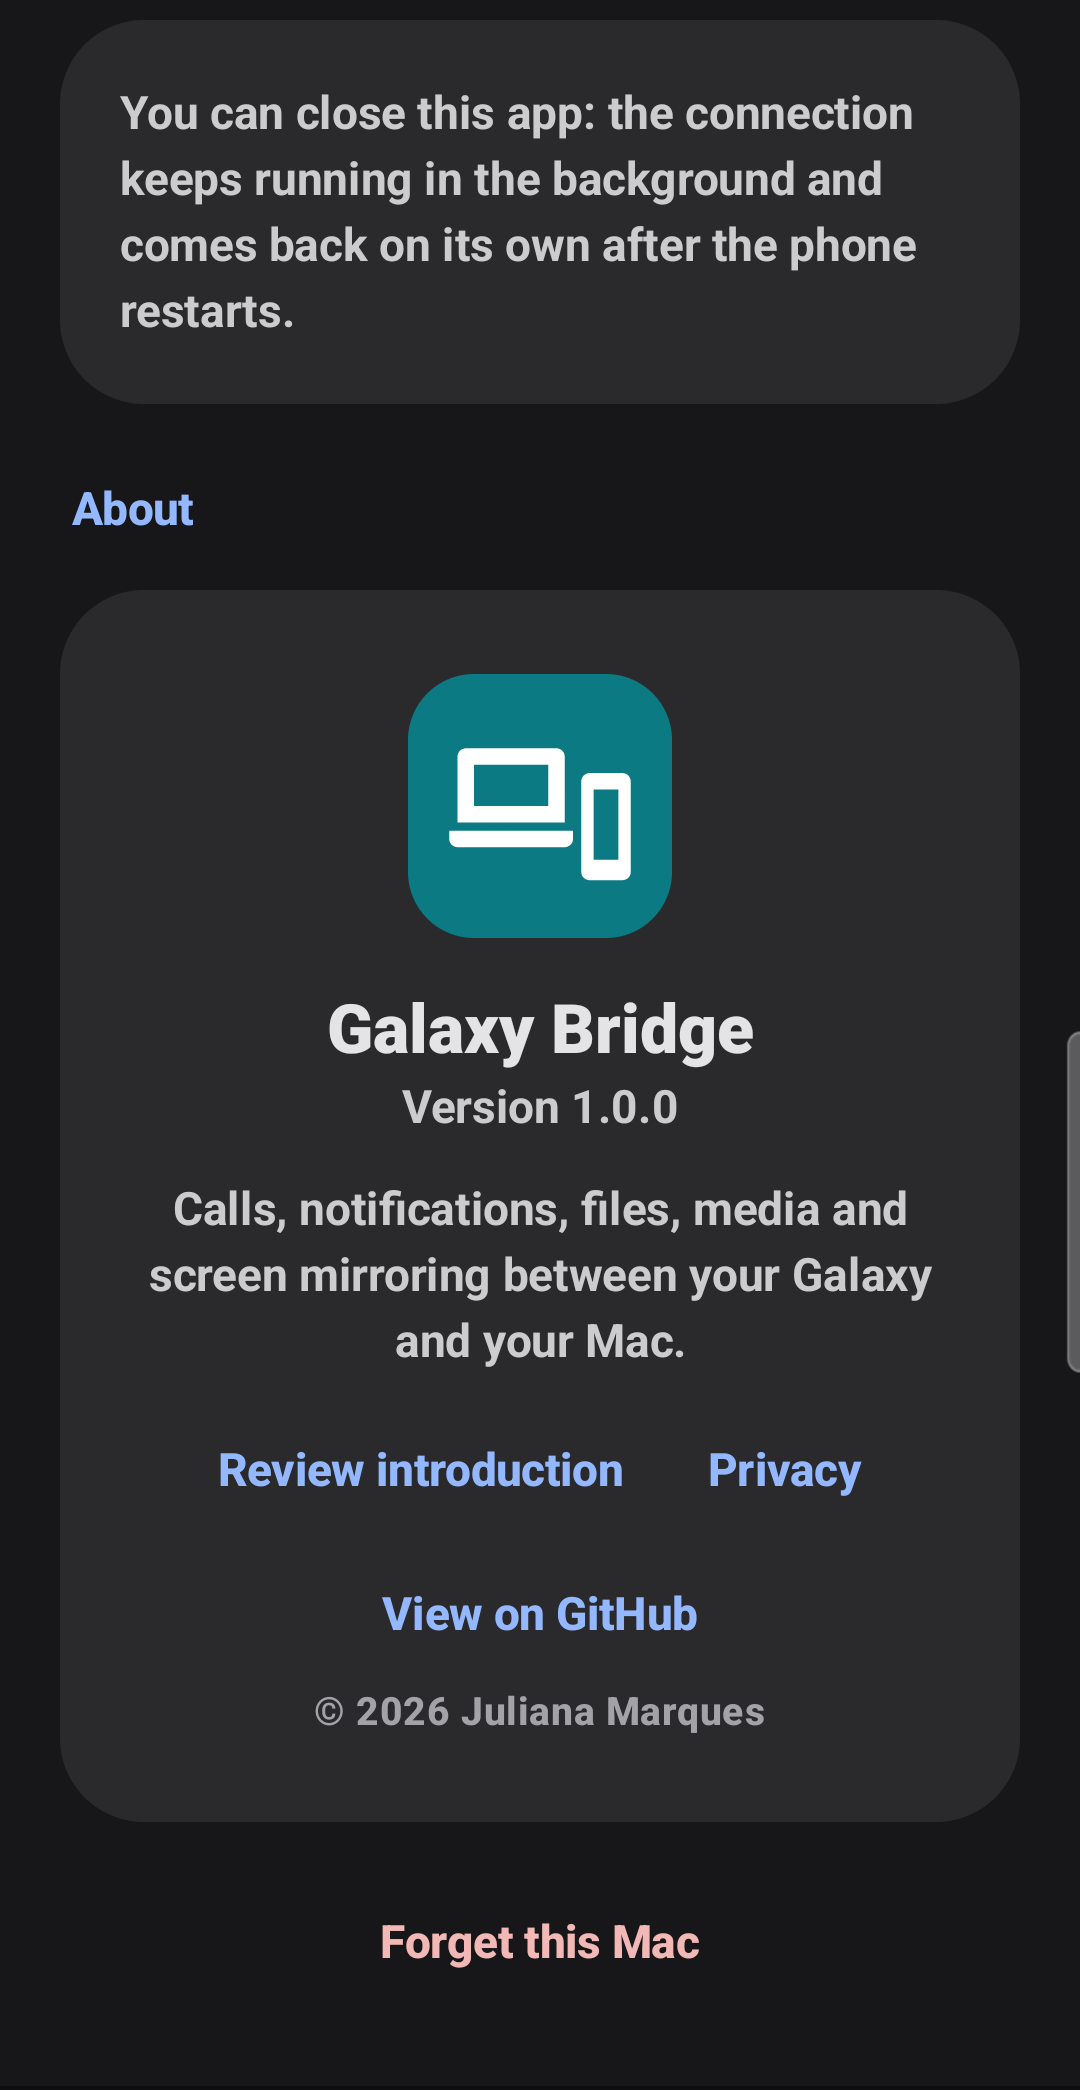 You can close this app: the connection
keeps running in the background and
comes back on its own after the phone
restarts.
About
Galaxy Bridge
Version 1.0.0
Calls, notifications, files, media and
screen mirroring between your Galaxy
and your Mac.
Review introduction Privacy
View on GitHub
© 2026 Juliana Marques
Forget this Mac